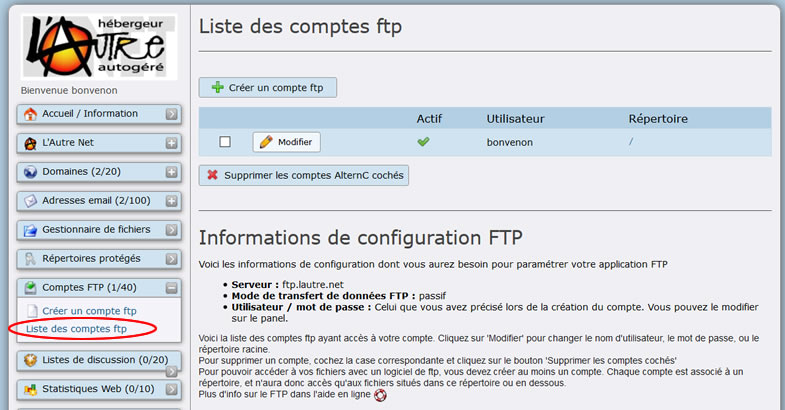 hébergeur
L'AUTRE
NET
autogéré
Bienvenue bonvenon
Accueil / Information
L'Autre Net
Domaines (2/20)
Adresses email (2/100)
Gestionnaire de fichiers
Répertoires protégés
Comptes FTP (1/40)
Créer un compte ftp
Liste des comptes ftp
Listes de discussion (0/20)
Statistiques Web (0/10)
Liste des comptes ftp
Créer un compte ftp
Actif Utilisateur Répertoire
Modifier bonvenon /
Supprimer les comptes AlternC cochés
Informations de configuration FTP
Voici les informations de configuration dont vous aurez besoin pour paramétrer votre application FTP
• Serveur : ftp.lautre.net
• Mode de transfert de données FTP : passif
• Utilisateur / mot de passe : Celui que vous avez précisé lors de la création du compte. Vous pouvez le modifier
sur le panel.
Voici la liste des comptes ftp ayant accès à votre compte. Cliquez sur 'Modifier' pour changer le nom d'utilisateur, le mot de passe, ou le
répertoire racine.
Pour supprimer un compte, cochez la case correspondante et cliquez sur le bouton 'Supprimer les comptes cochés'
Pour pouvoir accéder à vos fichiers avec un logiciel de ftp, vous devez créer au moins un compte. Chaque compte est associé à un
répertoire, et n'aura donc accès qu'aux fichiers situés dans ce répertoire ou en dessous.
Plus d'info sur le FTP dans l'aide en ligne